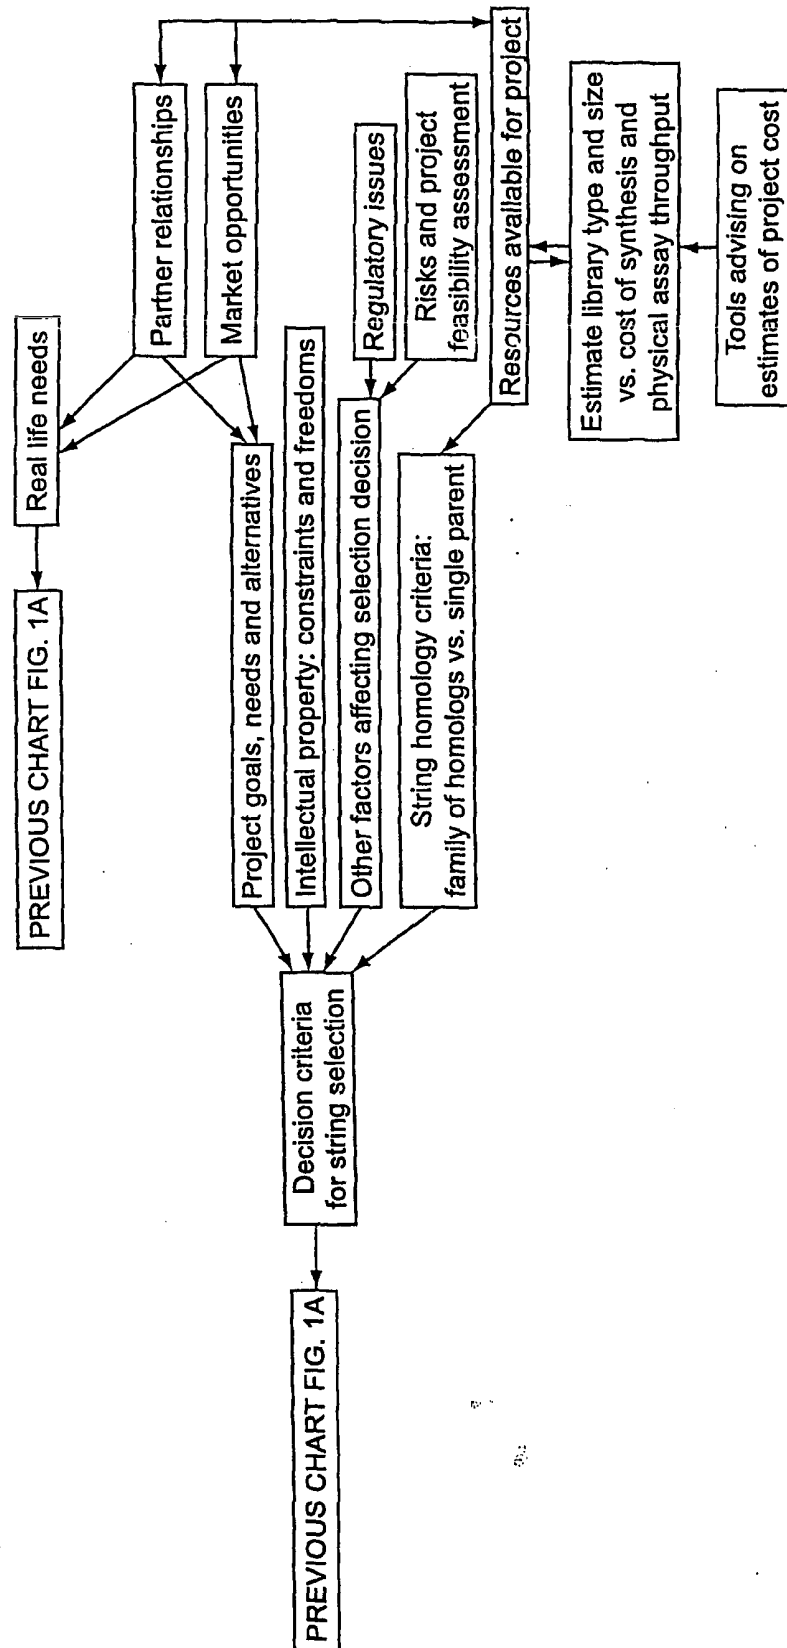 PREVIOUS CHART FIG. 1A
Real life needs
Partner relationships
Market opportunities
Project goals, needs and alternatives
Intellectual property: constraints and freedoms
Regulatory issues
Other factors affecting selection decision
Risks and project
feasibility assessment
String homology criteria:
family of homologs vs. single parent
Resources available for project
Estimate library type and size
vs. cost of synthesis and
physical assay throughput
Tools advising on
estimates of project cost
Decision criteria
for string selection
PREVIOUS CHART FIG. 1A